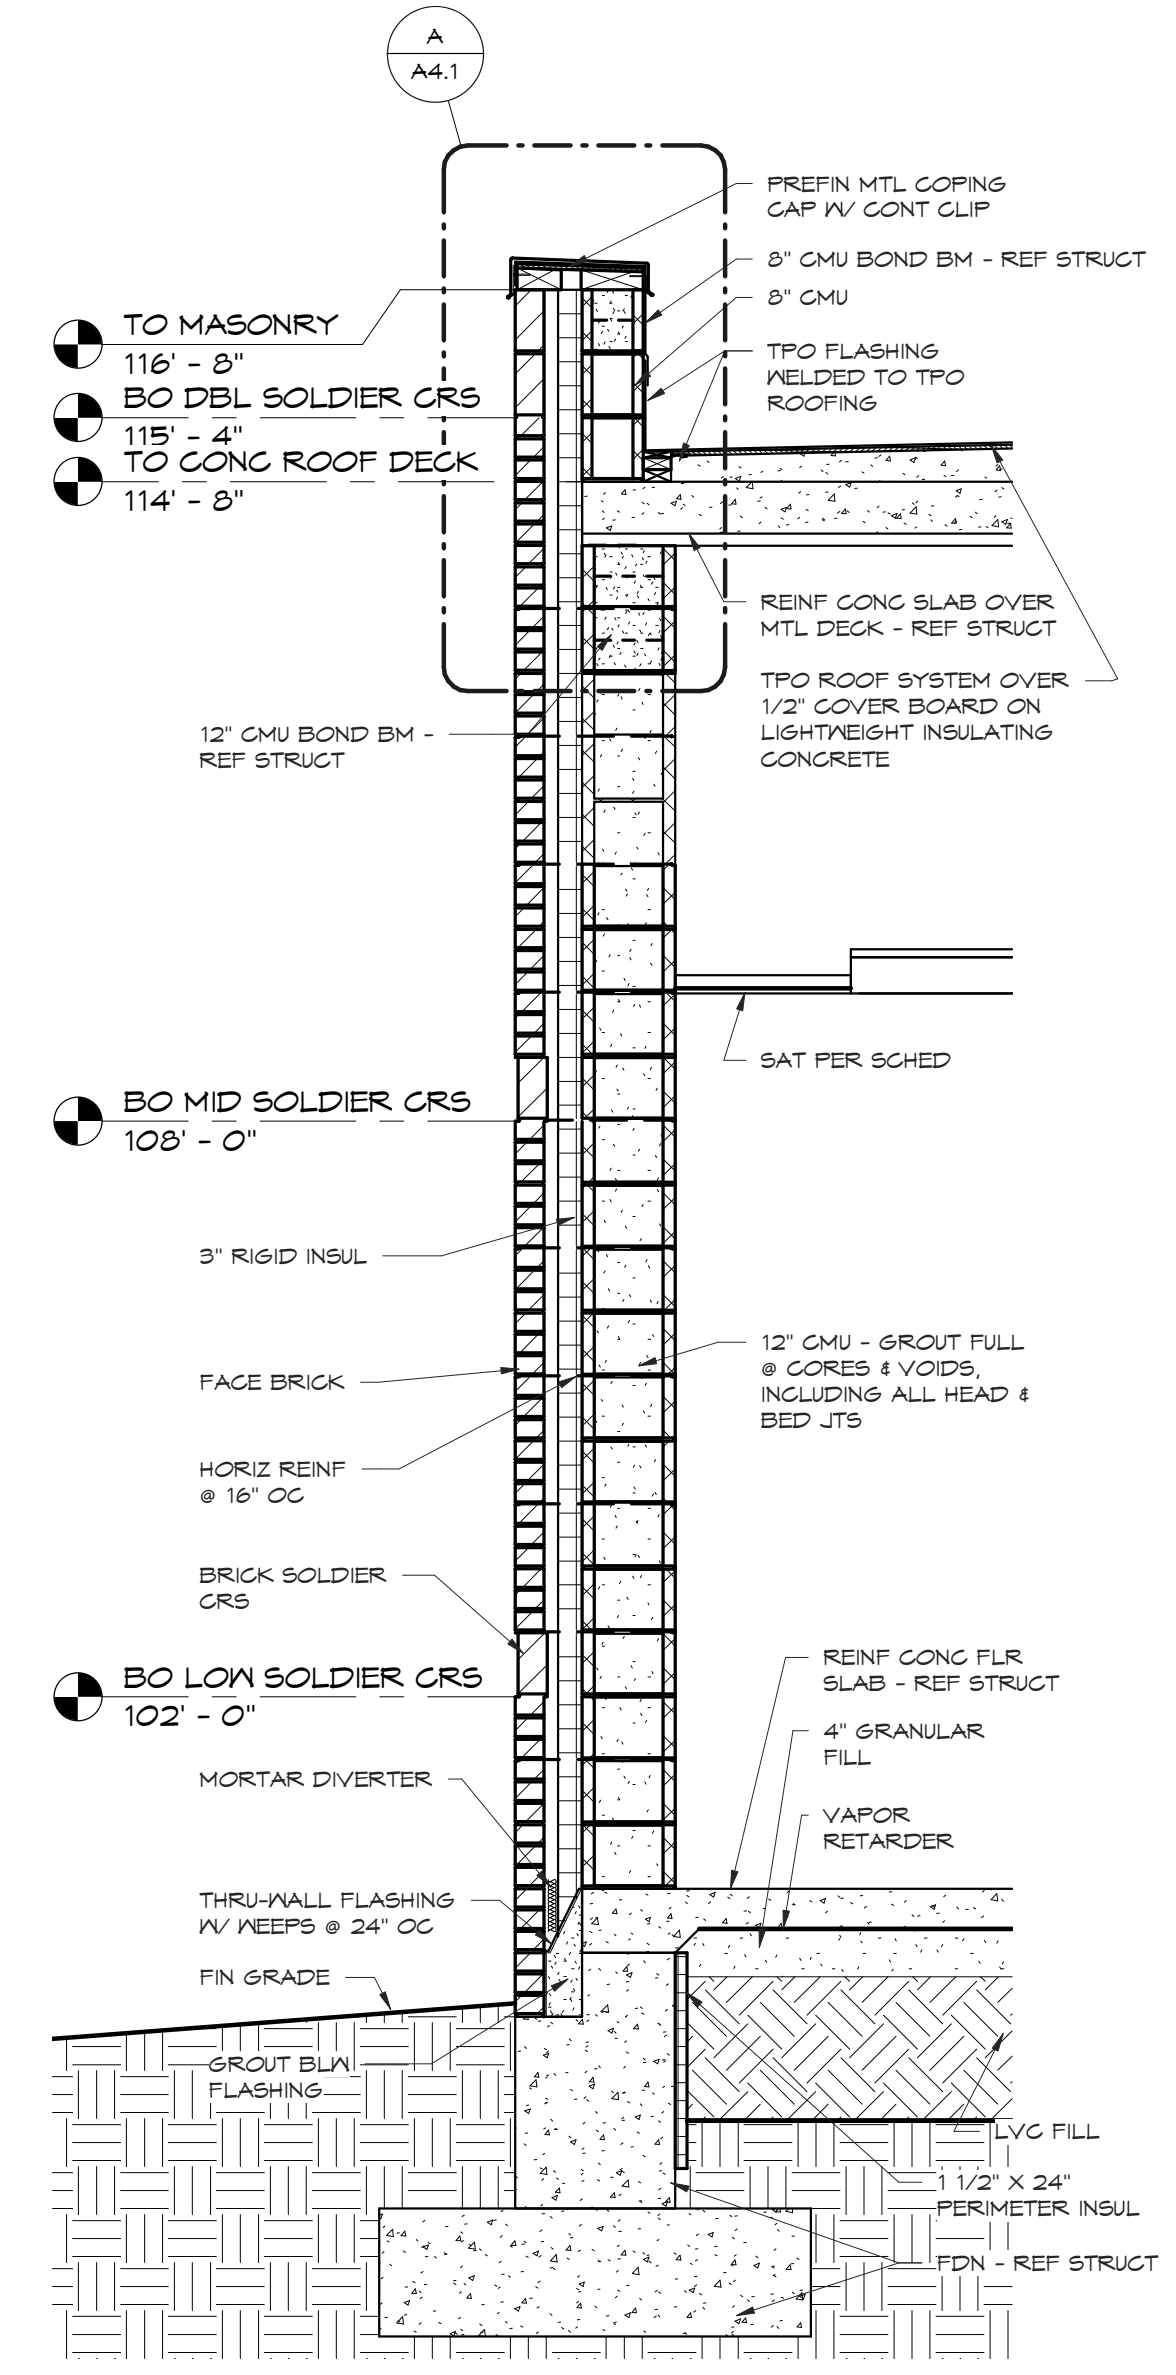 A
A4.1
PREFIN MTL COPING
CAP W/ CONT CLIP
8" CMU BOND BM - REF STRUCT
8" CMU
TO MASONRY
116' - 8"
TPO FLASHING
WELDED TO TPO
ROOFING
BO DBL SOLDIER CRS
115' - 4"
TO CONC ROOF DECK
114' - 8"
REINF CONC SLAB OVER
MTL DECK - REF STRUCT
TPO ROOF SYSTEM OVER
1/2" COVER BOARD ON
LIGHTWEIGHT INSULATING
CONCRETE
12" CMU BOND BM -
REF STRUCT
SAT PER SCHED
BO MID SOLDIER CRS
108' - 0"
3" RIGID INSUL
12" CMU - GROUT FULL
@ CORES & VOIDS,
INCLUDING ALL HEAD &
BED JTS
FACE BRICK
HORIZ REINF
@ 16" OC
BRICK SOLDIER
CRS
REINF CONC FLR
SLAB - REF STRUCT
BO LOW SOLDIER CRS
102' - 0"
4" GRANULAR
FILL
MORTAR DIVERTER
VAPOR
RETARDER
THRU-WALL FLASHING
W/ WEEPS @ 24" OC
FIN GRADE
GROUT BLW
FLASHING
LVC FILL
1 1/2" X 24"
PERIMETER INSUL
FDN - REF STRUCT